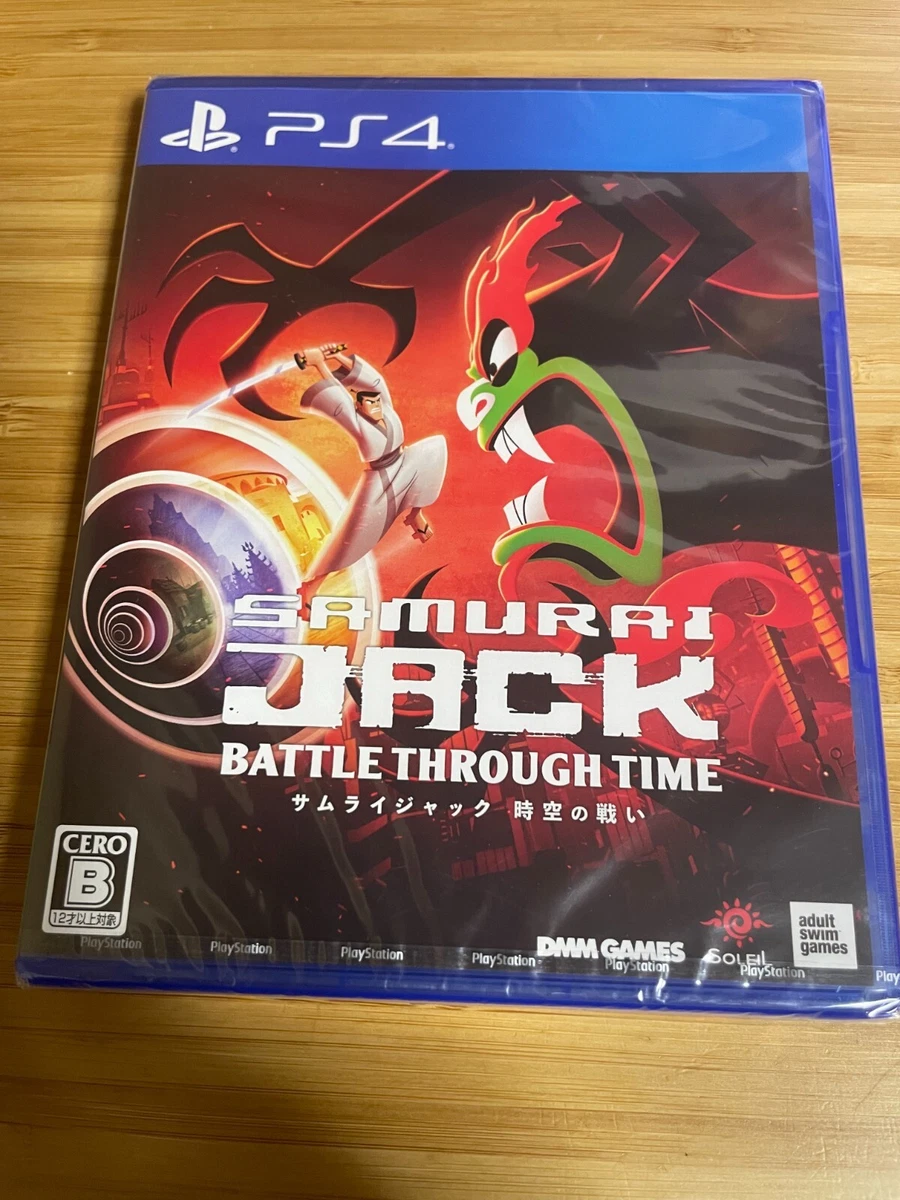 PS4
SAMURAI
JACK
BATTLE THROUGH TIME
サムライジャック 時空の戦い
CERO
B
12才以上対象
PlayStation PlayStation PlayStation PlayStation PlayStation PlayStation Play
DMM GAMES
SOLEIL
adult
swim
games